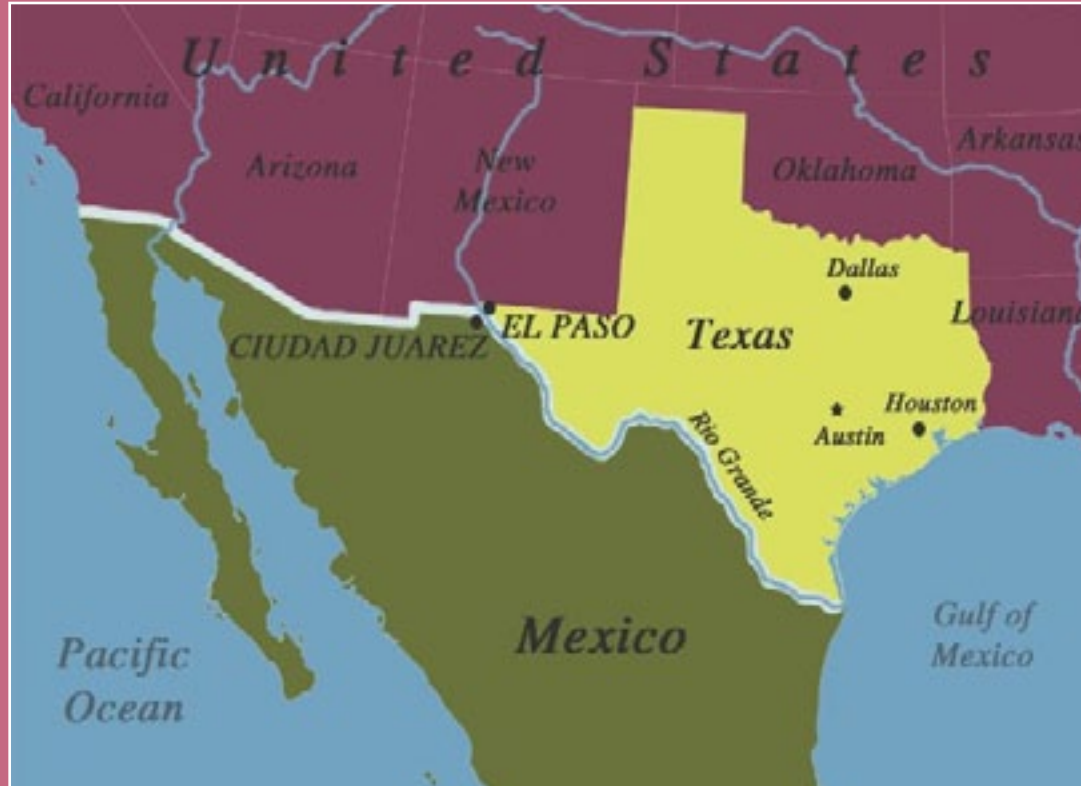 United States
California
Arizona
New
Mexico
Oklahoma
Arkansas
Dallas
Louisiana
EL PASO
Texas
CIUDAD JUAREZ
Houston
Austin
Rio Grande
Mexico
Gulf of
Mexico
Pacific
Ocean